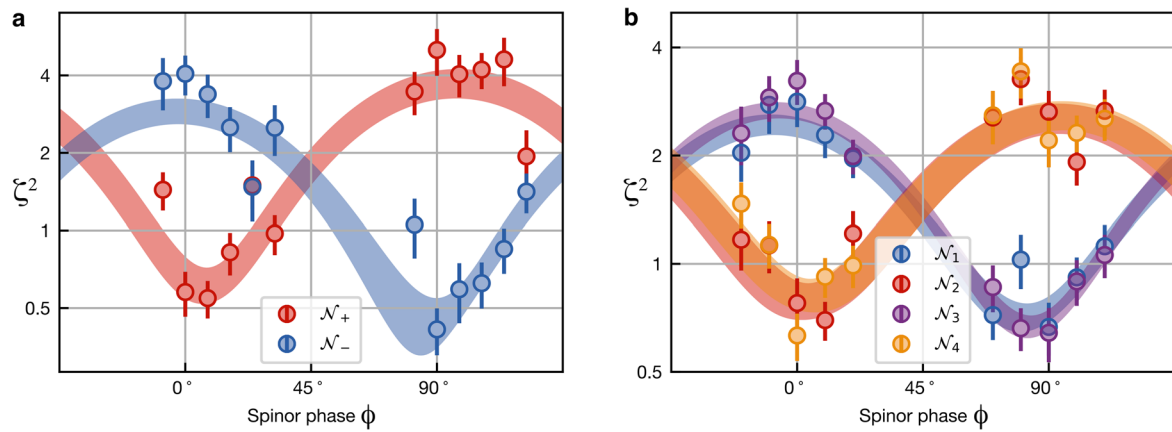 a
ζ²
4
2
1
0.5
𝒩₊
𝒩₋
0°
45°
90°
Spinor phase ϕ
b
ζ²
4
2
1
0.5
𝒩₁
𝒩₂
𝒩₃
𝒩₄
0°
45°
90°
Spinor phase ϕ